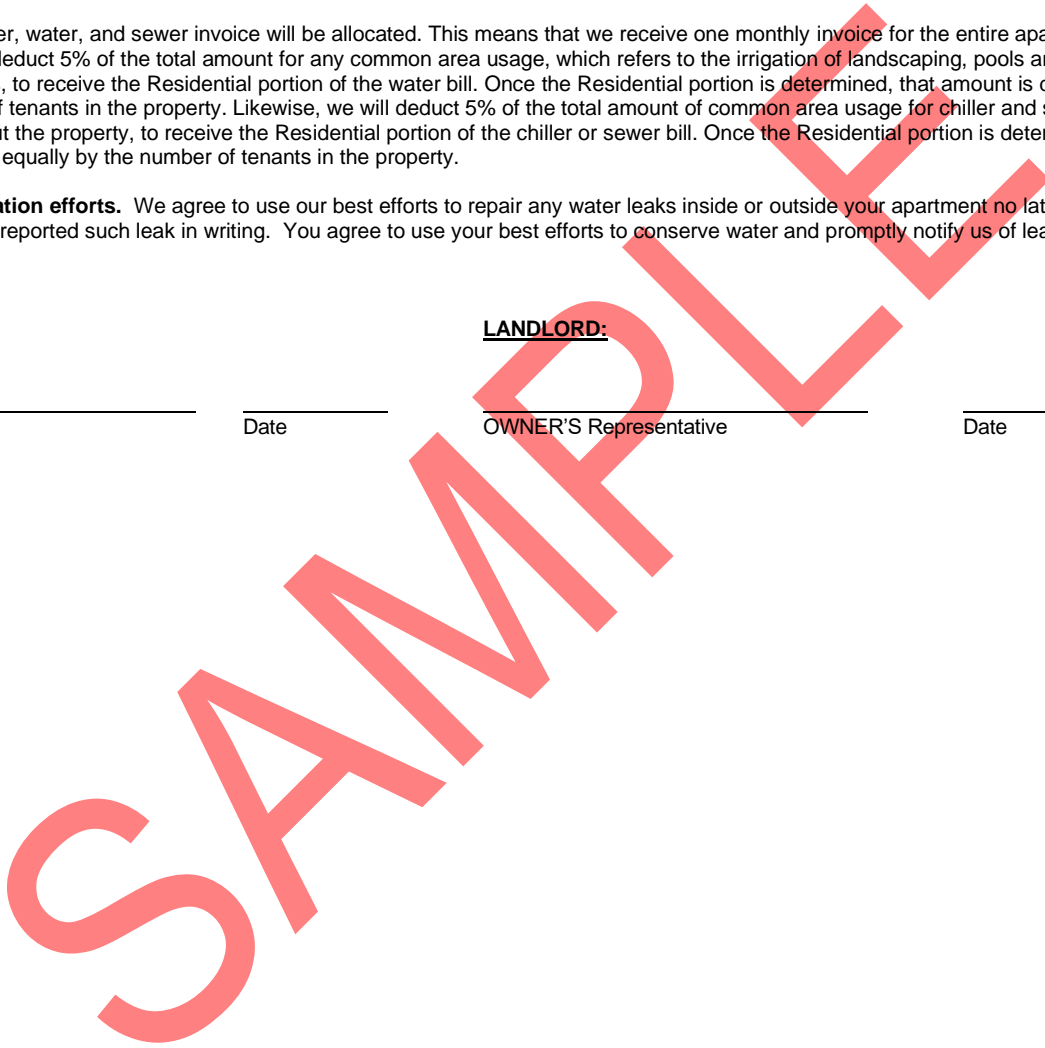 er, water, and sewer invoice will be allocated. This means that we receive one monthly invoice for the entire apa
deduct 5% of the total amount for any common area usage, which refers to the irrigation of landscaping, pools an
, to receive the Residential portion of the water bill. Once the Residential portion is determined, that amount is
f tenants in the property. Likewise, we will deduct 5% of the total amount of common area usage for chiller and s
ut the property, to receive the Residential portion of the chiller or sewer bill. Once the Residential portion is deter
equally by the number of tenants in the property.
ation efforts. We agree to use our best efforts to repair any water leaks inside or outside your apartment no lat
reported such leak in writing. You agree to use your best efforts to conserve water and promptly notify us of lea
LANDLORD:
Date
OWNER’S Representative
Date
SAMPLE